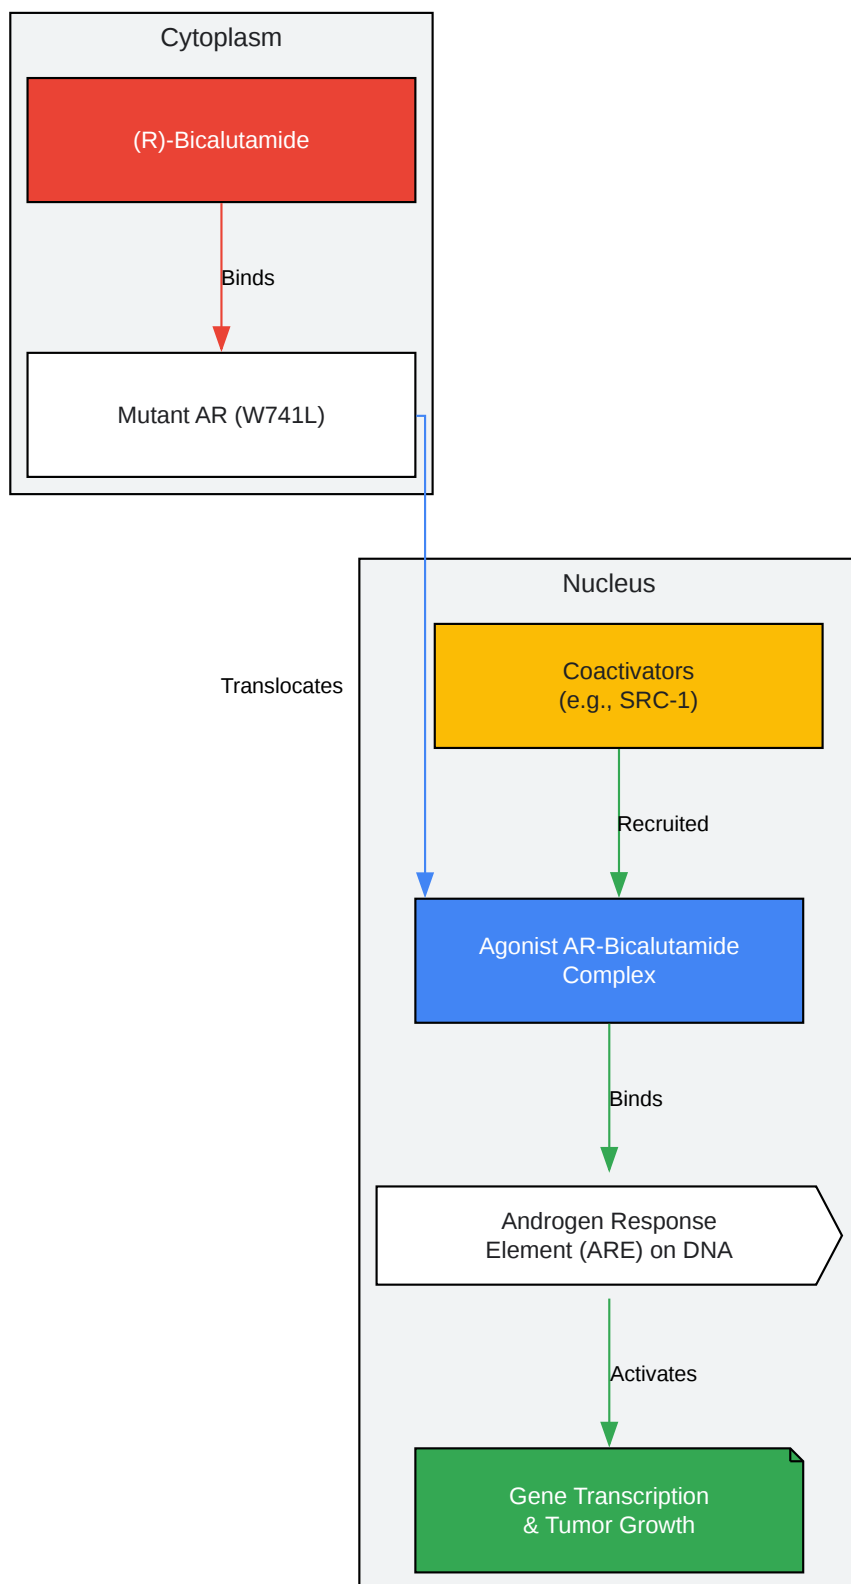 Cytoplasm
(R)-Bicalutamide
Binds
Mutant AR (W741L)
Nucleus
Coactivators
(e.g., SRC-1)
Translocates
Recruited
Agonist AR-Bicalutamide
Complex
Binds
Androgen Response
Element (ARE) on DNA
Activates
Gene Transcription
& Tumor Growth